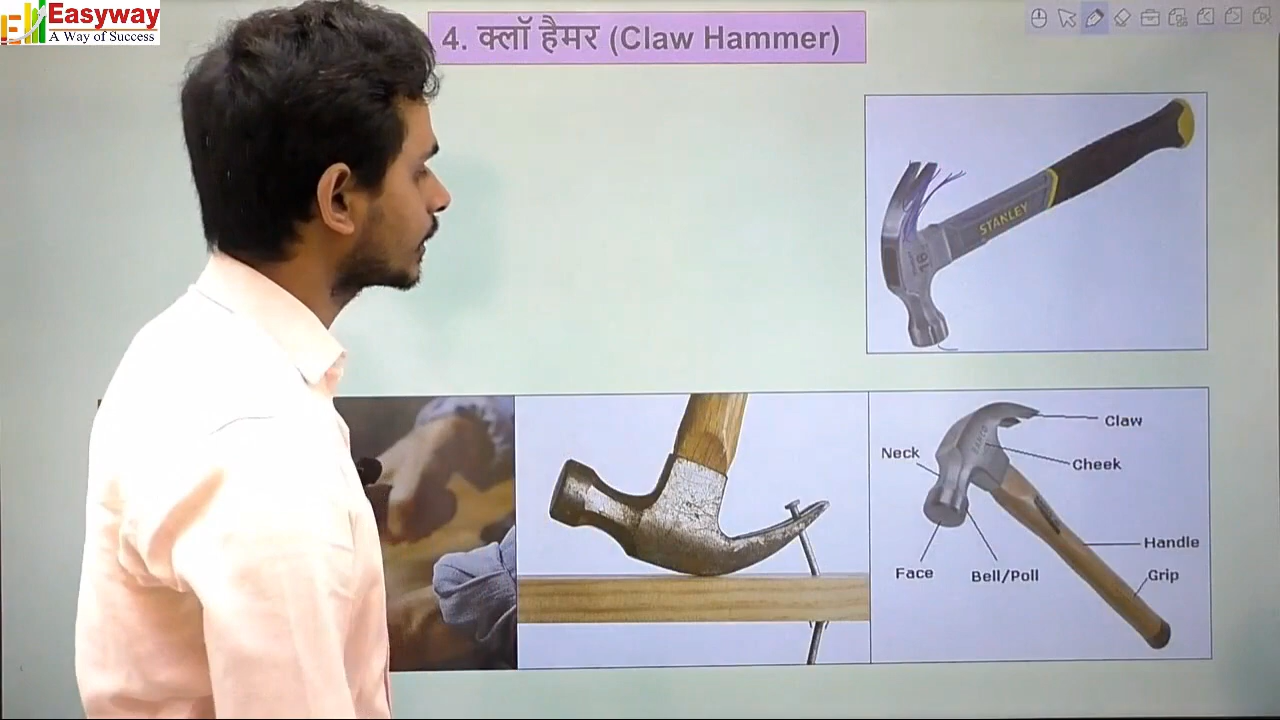 Easyway
A Way of Success
4. क्लॉ हैमर (Claw Hammer)
STANLEY
16
Claw
Neck
Cheek
Handle
Face
Bell/Poll
Grip